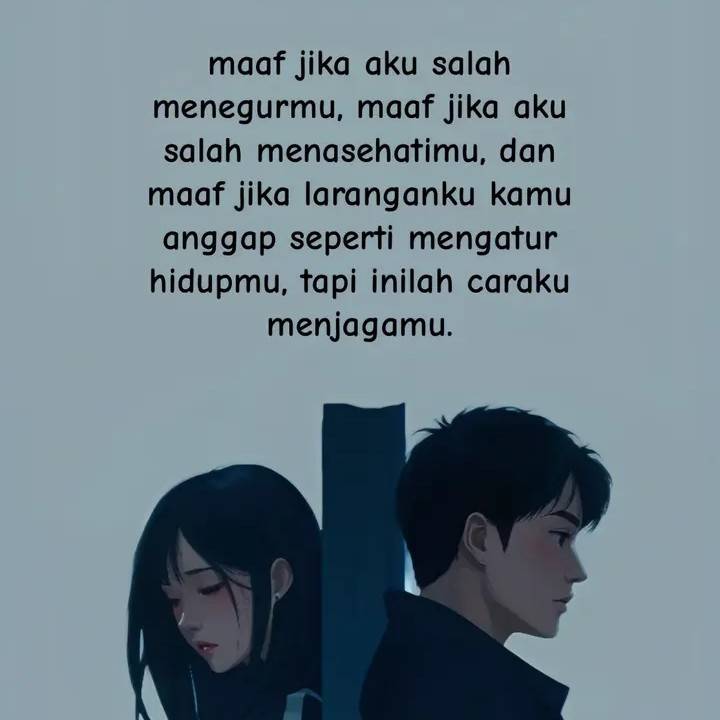 maaf jika aku salah
menegurmu, maaf jika aku
salah menasehatimu, dan
maaf jika laranganku kamu
anggap seperti mengatur
hidupmu, tapi inilah caraku
menjagamu.